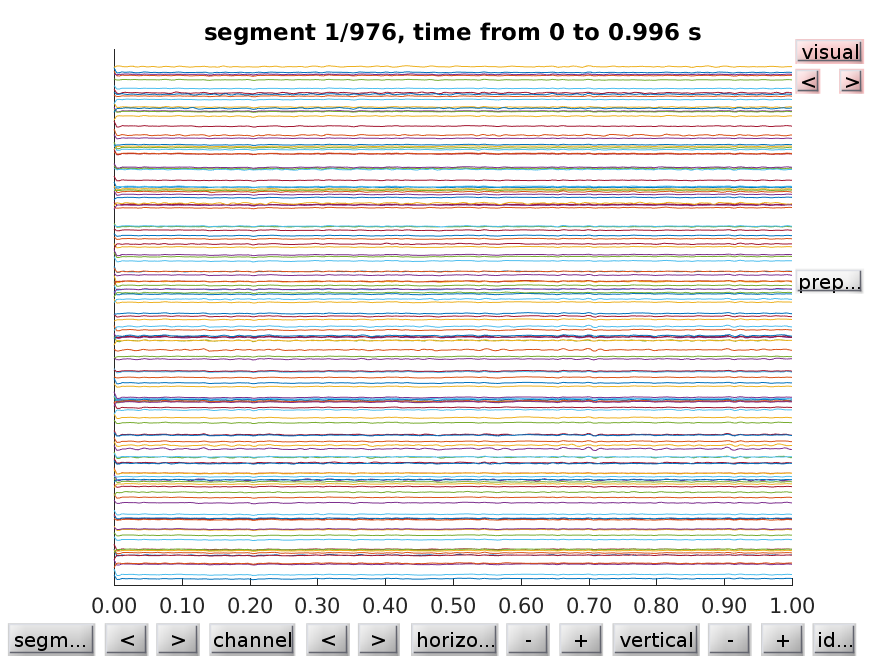 segment 1/976, time from 0 to 0.996 s
visual
< >
prep...
0.00 0.10 0.20 0.30 0.40 0.50 0.60 0.70 0.80 0.90 1.00
segm... < > channel < > horizo... - + vertical - + id...